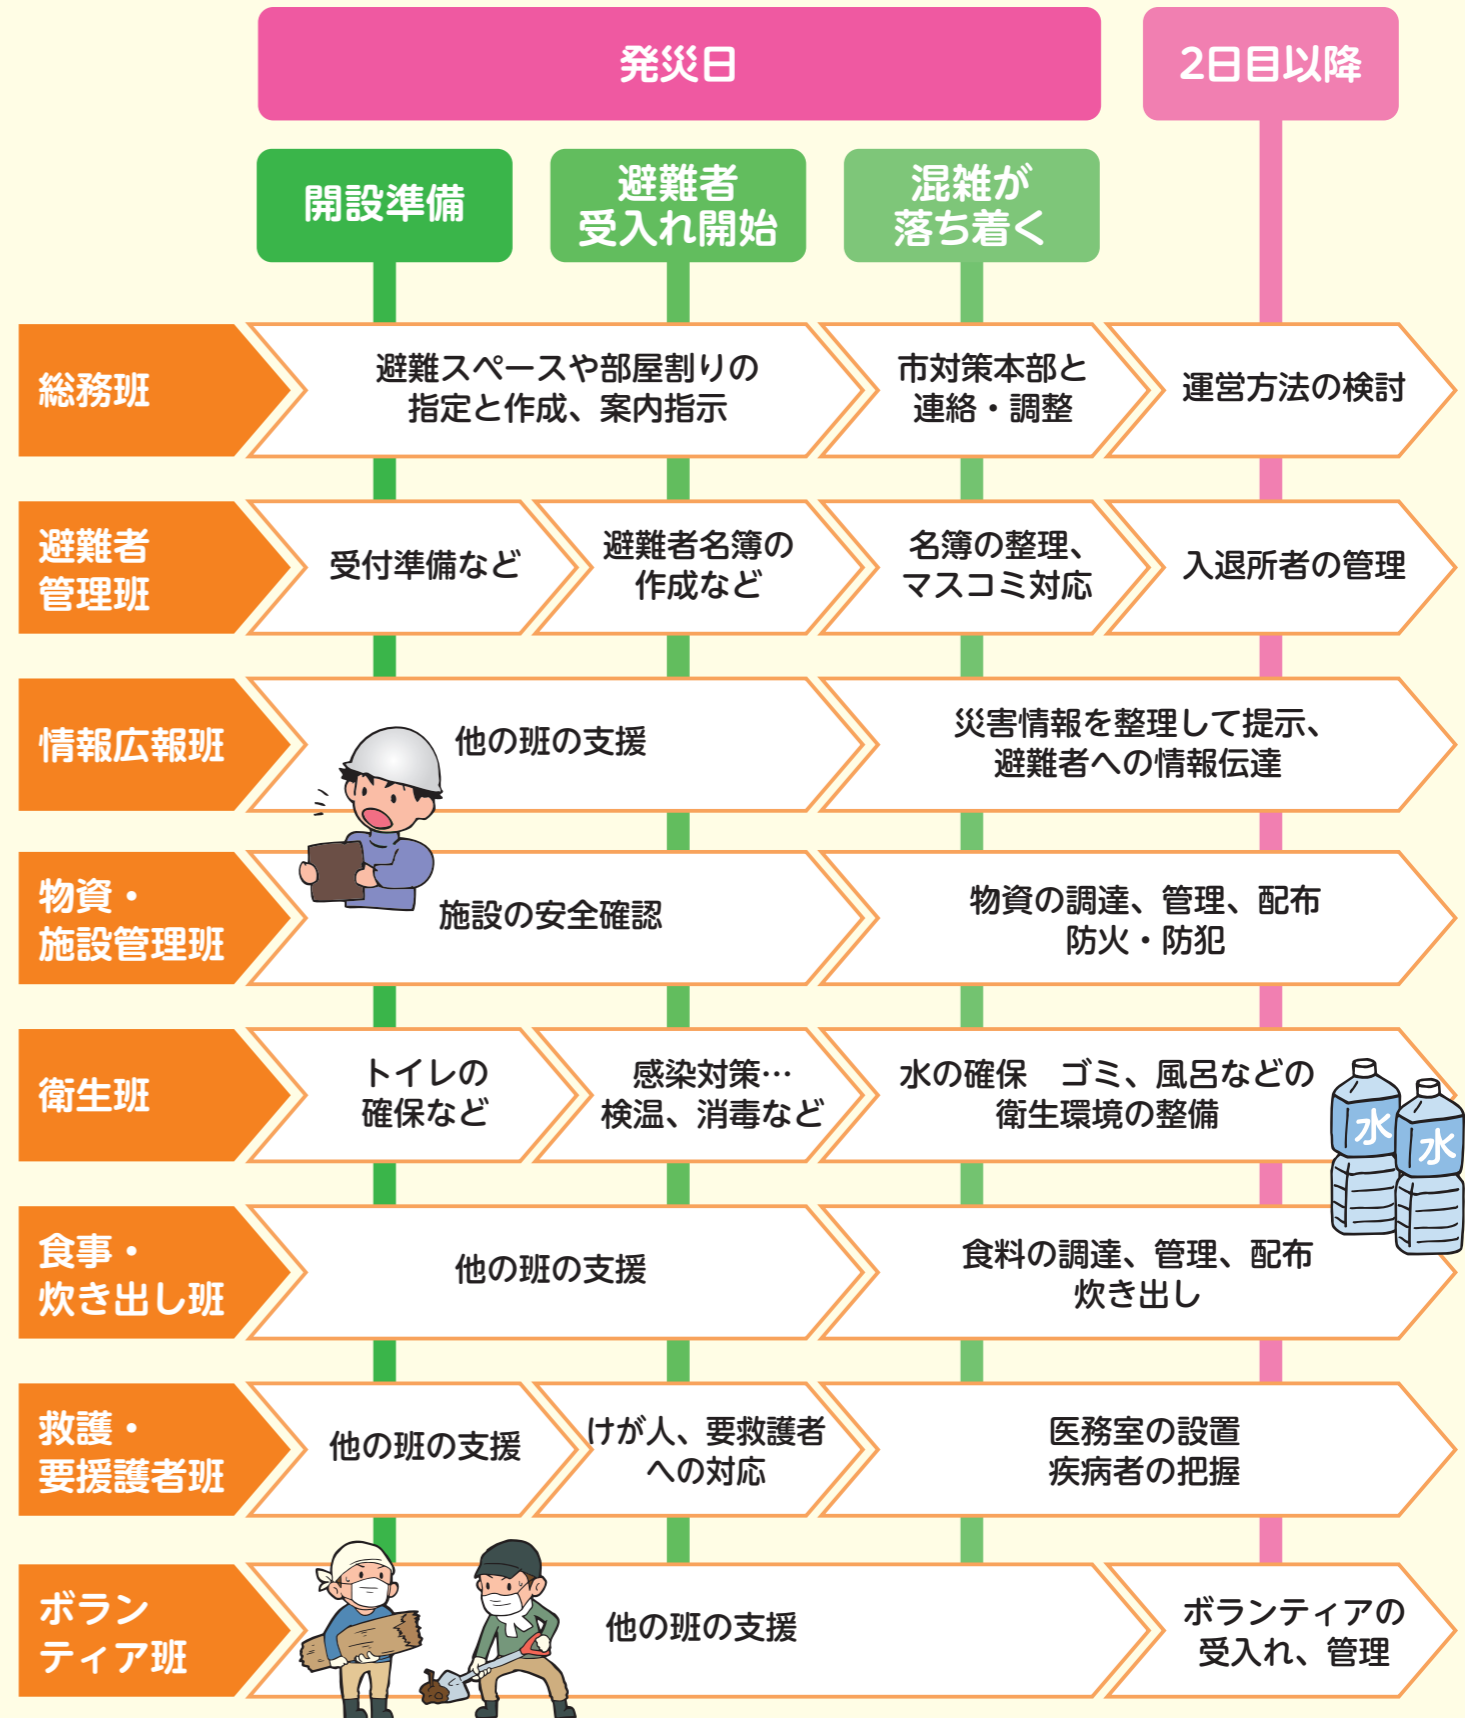 発災日
2日目以降
開設準備
避難者
受入れ開始
混雑が
落ち着く
総務班
避難スペースや部屋割りの
指定と作成、案内指示
市対策本部と
連絡・調整
運営方法の検討
避難者
管理班
受付準備など
避難者名簿の
作成など
名簿の整理、
マスコミ対応
入退所者の管理
情報広報班
他の班の支援
災害情報を整理して提示、
避難者への情報伝達
物資・
施設管理班
施設の安全確認
物資の調達、管理、配布
防火・防犯
衛生班
トイレの
確保など
感染対策…
検温、消毒など
水の確保　ゴミ、風呂などの
衛生環境の整備
水
水
食事・
炊き出し班
他の班の支援
食料の調達、管理、配布
炊き出し
救護・
要援護者班
他の班の支援
けが人、要救護者
への対応
医務室の設置
疾病者の把握
ボラン
ティア班
他の班の支援
ボランティアの
受入れ、管理